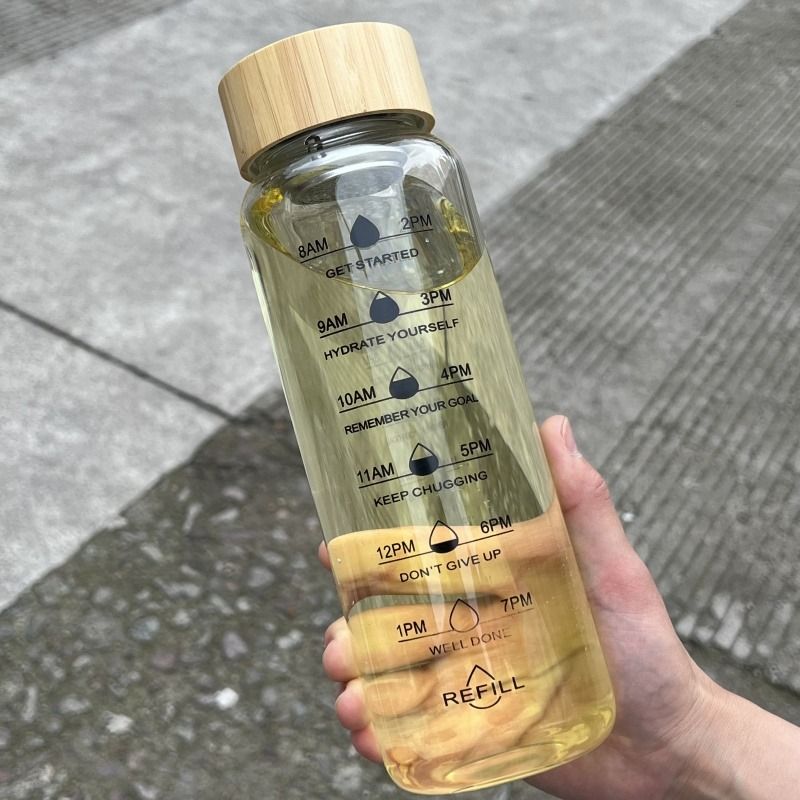 8AM 2PM
GET STARTED
9AM 3PM
HYDRATE YOURSELF
10AM 4PM
REMEMBER YOUR GOAL
11AM 5PM
KEEP CHUGGING
12PM 6PM
DON'T GIVE UP
1PM 7PM
WELL DONE
REFILL